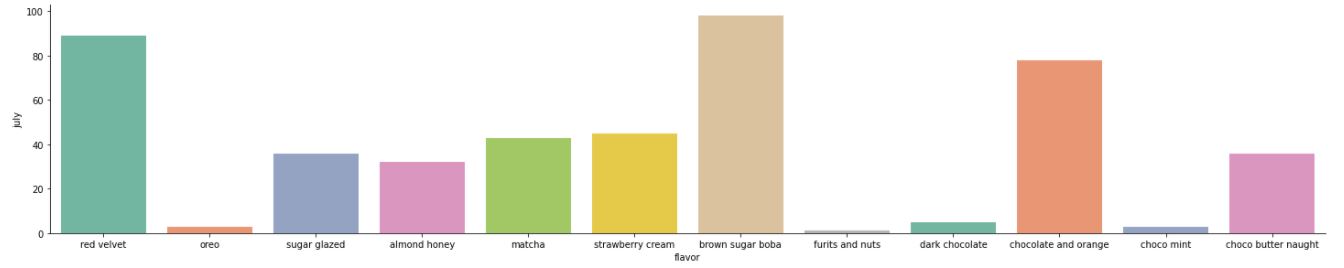 100
80
60
40
20
0
july
red velvet oreo sugar glazed almond honey matcha strawberry cream brown sugar boba furits and nuts dark chocolate chocolate and orange choco mint choco butter naught
flavor